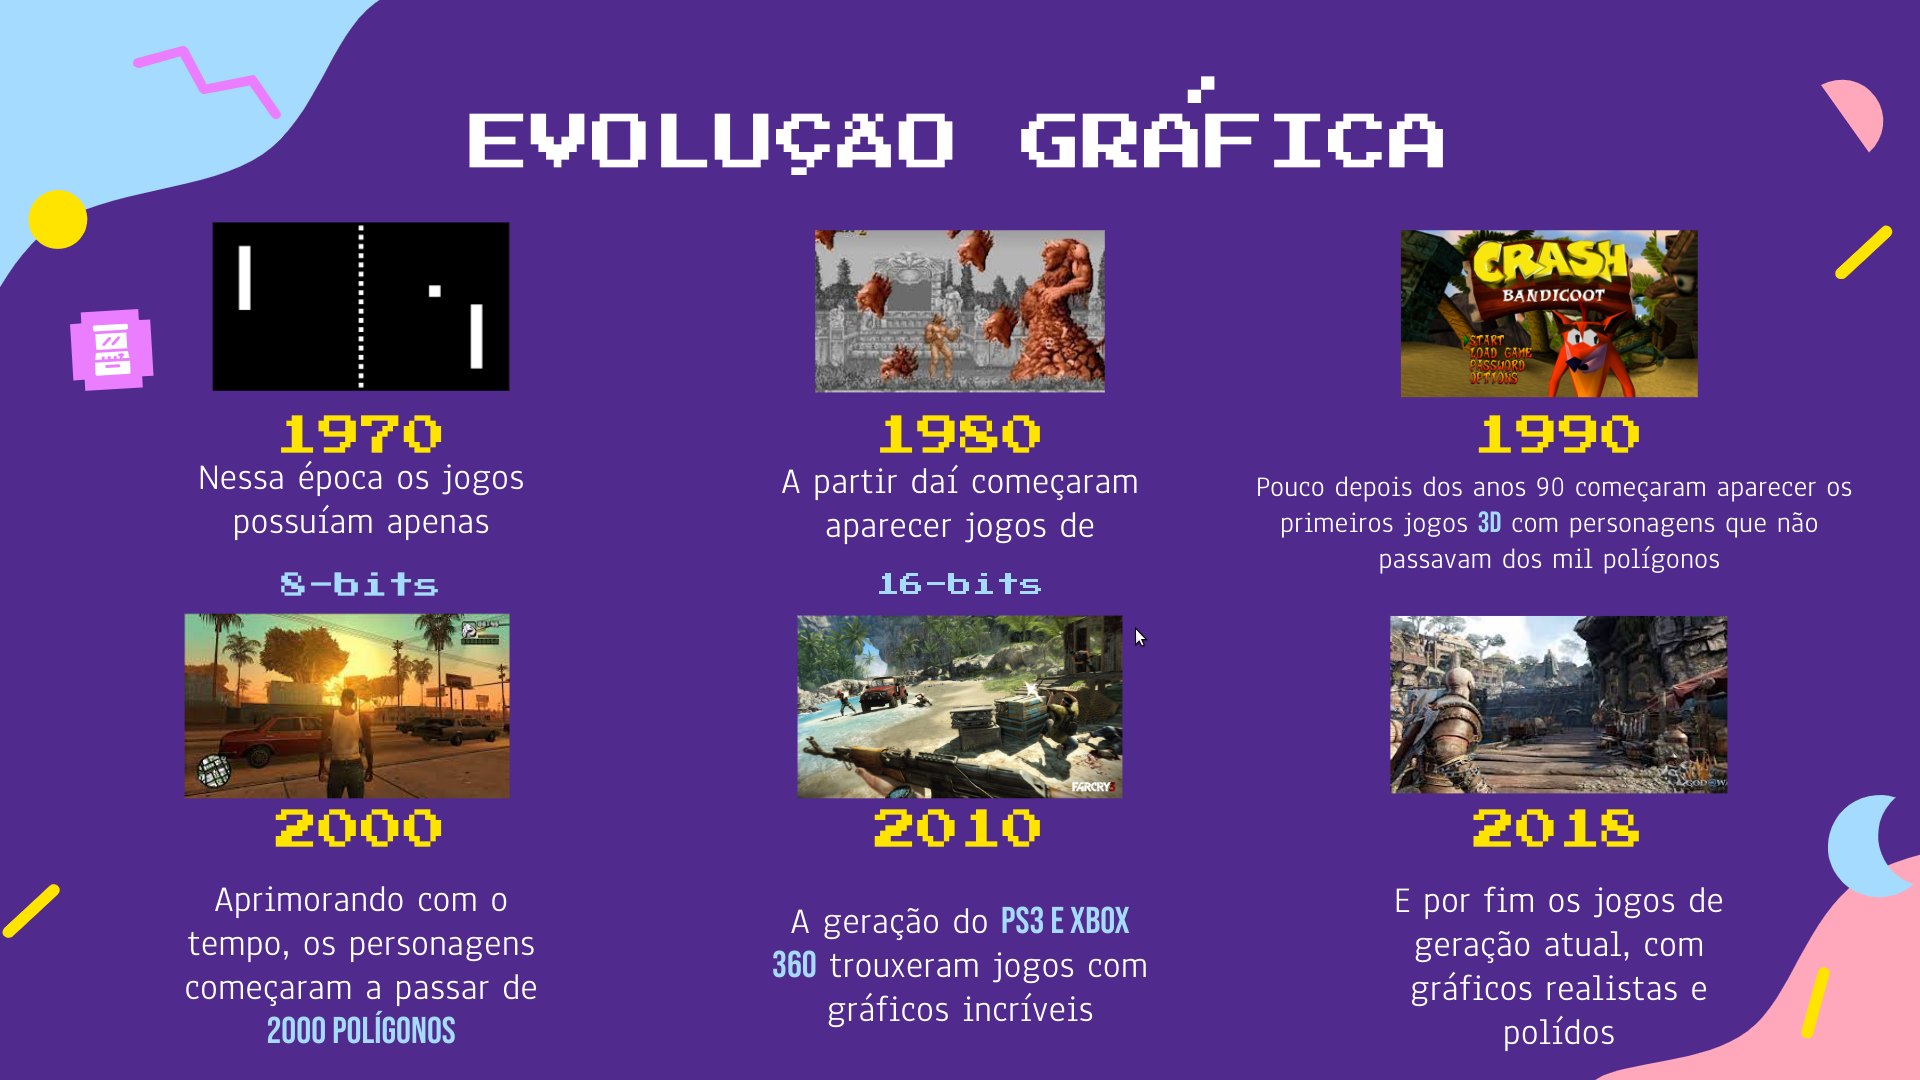 EVOLUÇÃO GRÁFICA
1970
Nessa época os jogos
possuíam apenas
8-bits
1980
A partir daí começaram
aparecer jogos de
16-bits
CRASH
BANDICOOT
START
LOAD GAME
PASSWORD
OPTIONS
1990
Pouco depois dos anos 90 começaram aparecer os
primeiros jogos 3D com personagens que não
passavam dos mil polígonos
2000
Aprimorando com o
tempo, os personagens
começaram a passar de
2000 POLÍGONOS
FARCRY3
2010
A geração do PS3 E XBOX
360 trouxeram jogos com
gráficos incríveis
2018
E por fim os jogos de
geração atual, com
gráficos realistas e
polídos